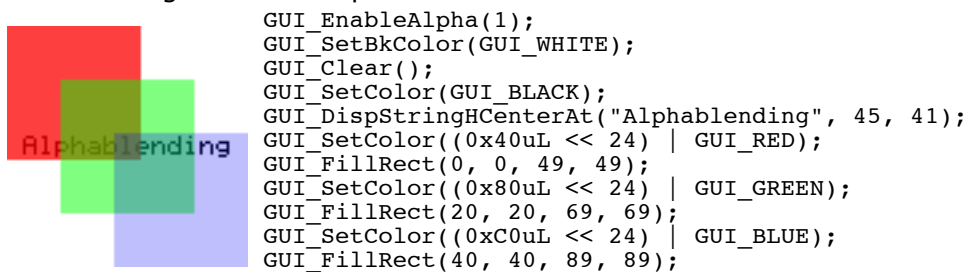 GUI_EnableAlpha(1);
GUI_SetBkColor(GUI_WHITE);
GUI_Clear();
GUI_SetColor(GUI_BLACK);
GUI_DispStringHCenterAt("Alphablending", 45, 41);
GUI_SetColor((0x40uL << 24) | GUI_RED);
GUI_FillRect(0, 0, 49, 49);
GUI_SetColor((0x80uL << 24) | GUI_GREEN);
GUI_FillRect(20, 20, 69, 69);
GUI_SetColor((0xC0uL << 24) | GUI_BLUE);
GUI_FillRect(40, 40, 89, 89);
Alphablending